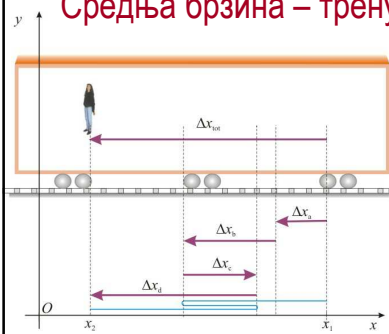 Средња брзина – трену
y
Δx_tot
Δx_a
Δx_b
Δx_c
Δx_d
O
x_2
x_1
x